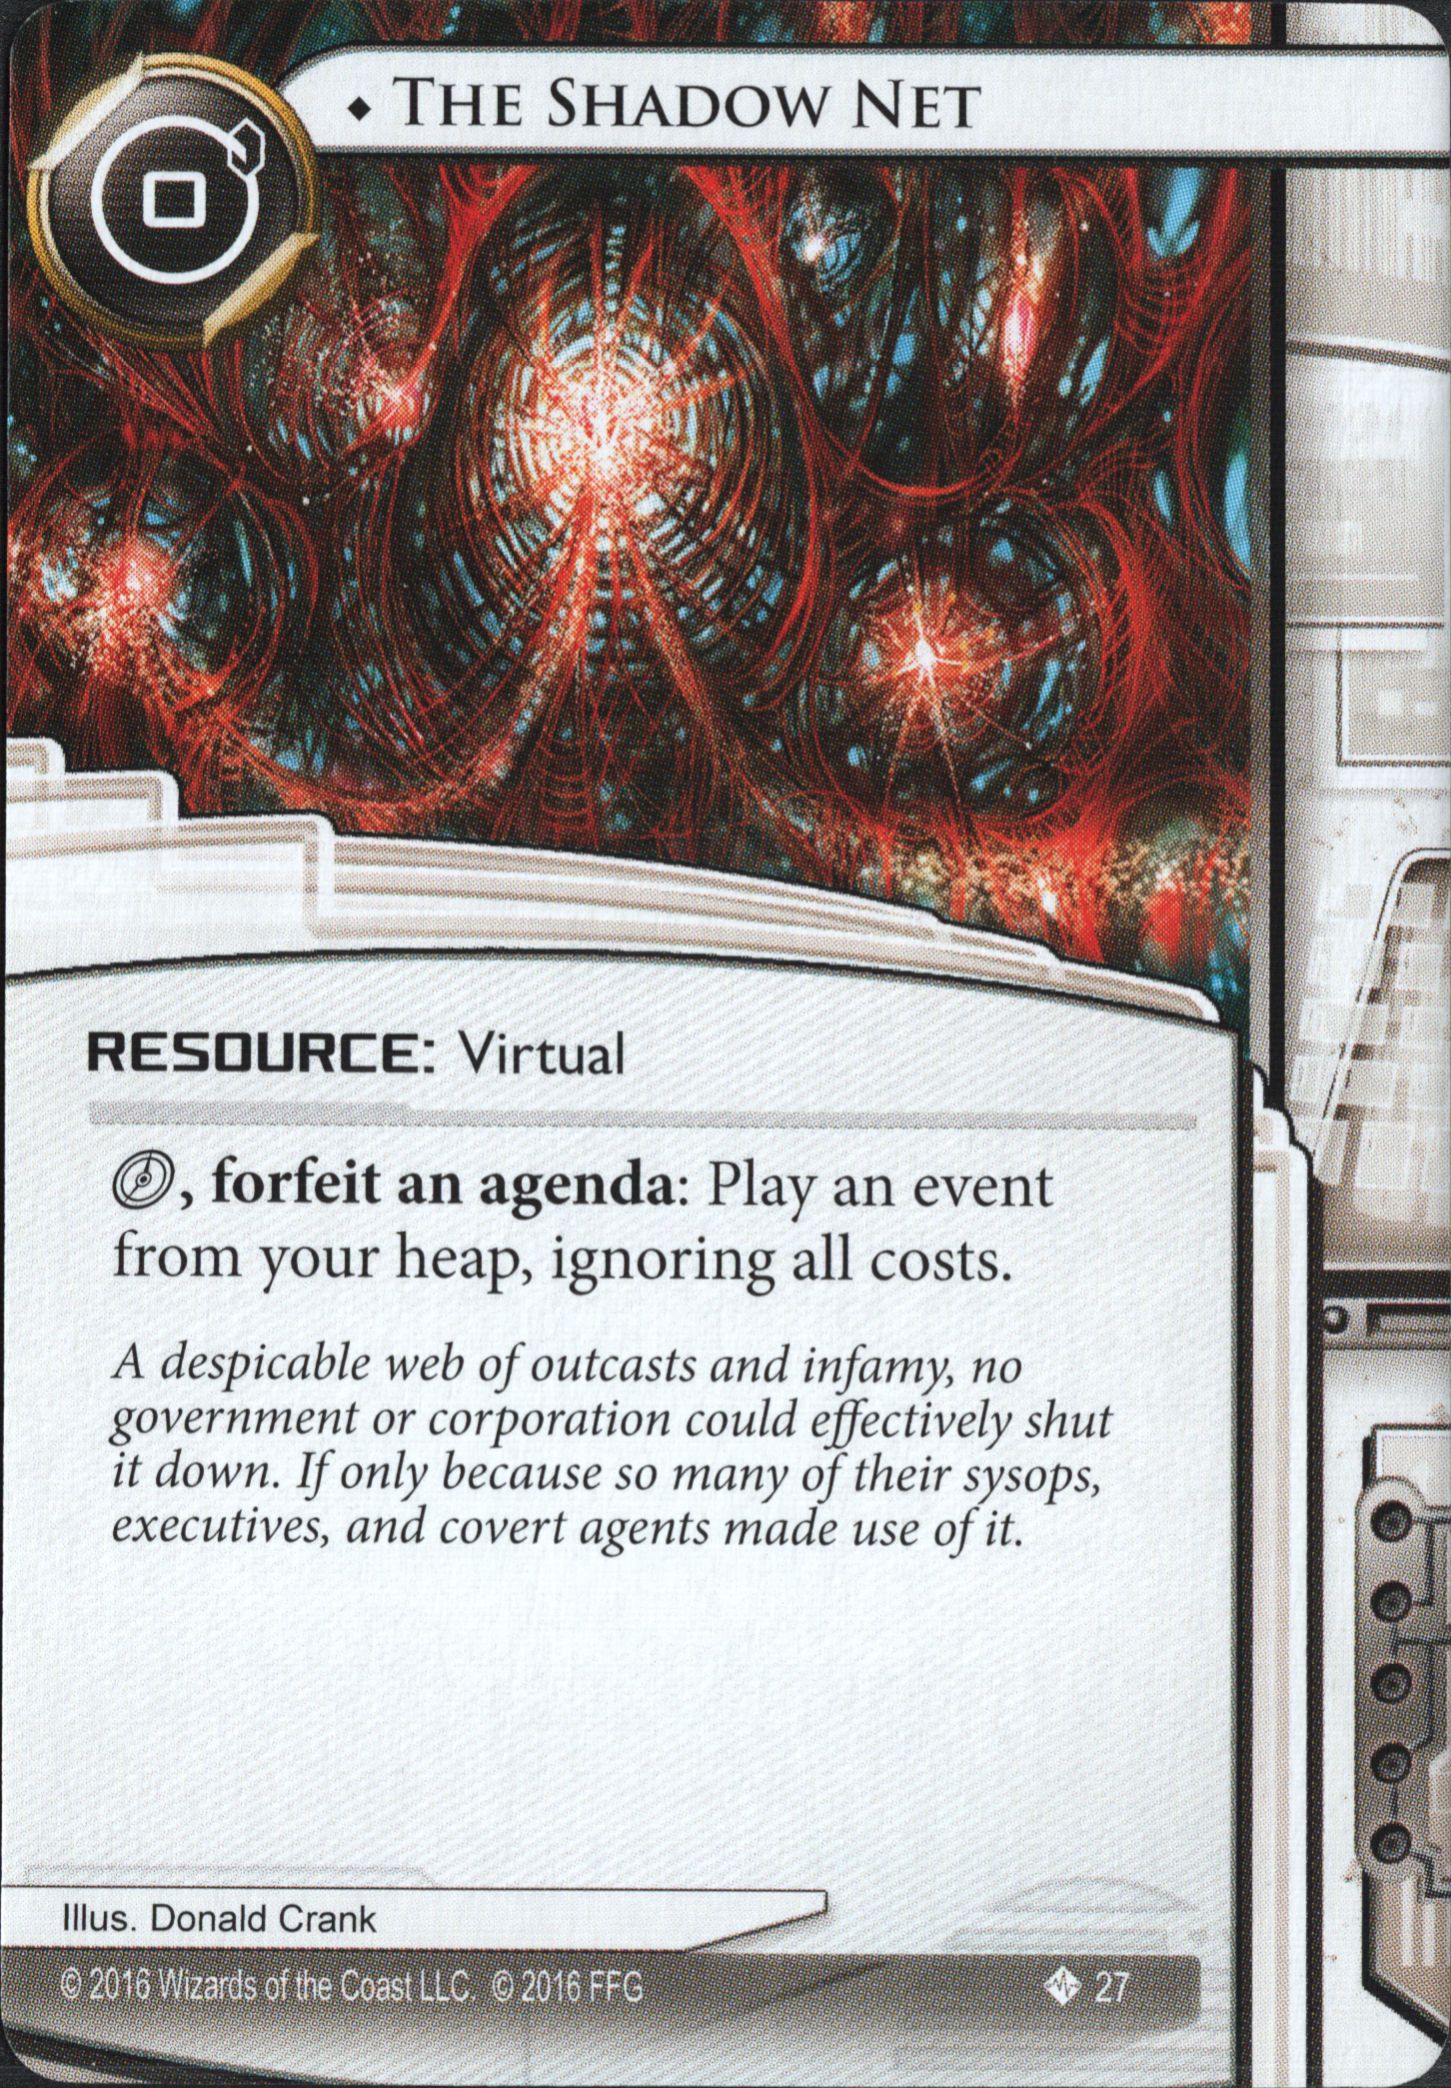 ◆ THE SHADOW NET
0
RESOURCE: Virtual
, forfeit an agenda: Play an event
from your heap, ignoring all costs.
A despicable web of outcasts and infamy, no
government or corporation could effectively shut
it down. If only because so many of their sysops,
executives, and covert agents made use of it.
Illus. Donald Crank
© 2016 Wizards of the Coast LLC. © 2016 FFG
27